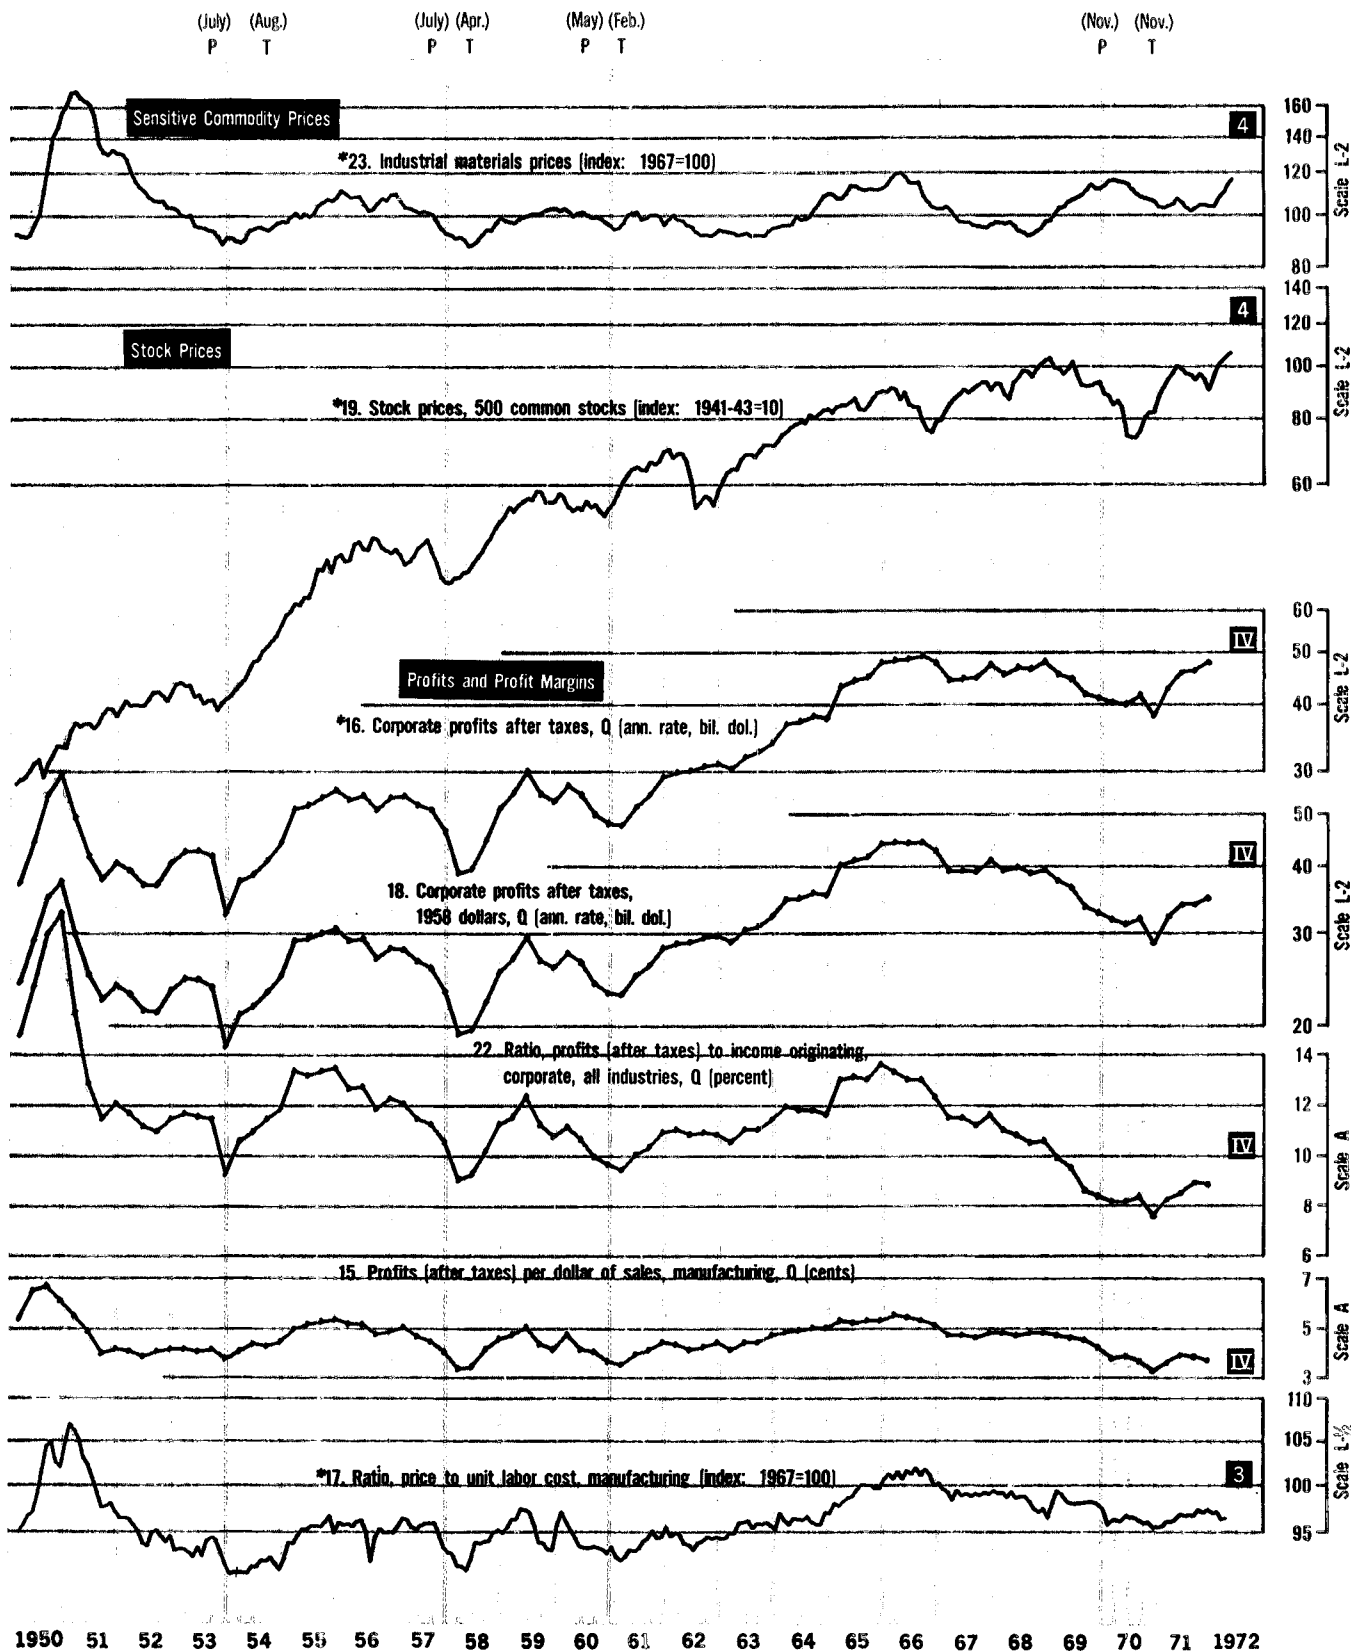 (July) (Aug.) (July) (Apr.) (May) (Feb.) (Nov.) (Nov.)
P T P T P T P T
Sensitive Commodity Prices
*23. Industrial materials prices (index: 1967=100)
4
160
140
120
100
80
Scale L-2
Stock Prices
*19. Stock prices, 500 common stocks (index: 1941-43=10)
4
140
120
100
80
60
Scale L-2
Profits and Profit Margins
*16. Corporate profits after taxes, Q (ann. rate, bil. dol.)
IV
60
50
40
30
Scale L-2
18. Corporate profits after taxes,
1958 dollars, Q (ann. rate, bil. dol.)
IV
50
40
30
20
Scale L-2
22. Ratio, profits (after taxes) to income originating,
corporate, all industries, Q (percent)
IV
14
12
10
8
6
Scale A
15. Profits (after taxes) per dollar of sales, manufacturing, Q (cents)
IV
7
5
3
Scale A
*17. Ratio, price to unit labor cost, manufacturing (index: 1967=100)
3
110
105
100
95
Scale L-½
1950 51 52 53 54 55 56 57 58 59 60 61 62 63 64 65 66 67 68 69 70 71 1972